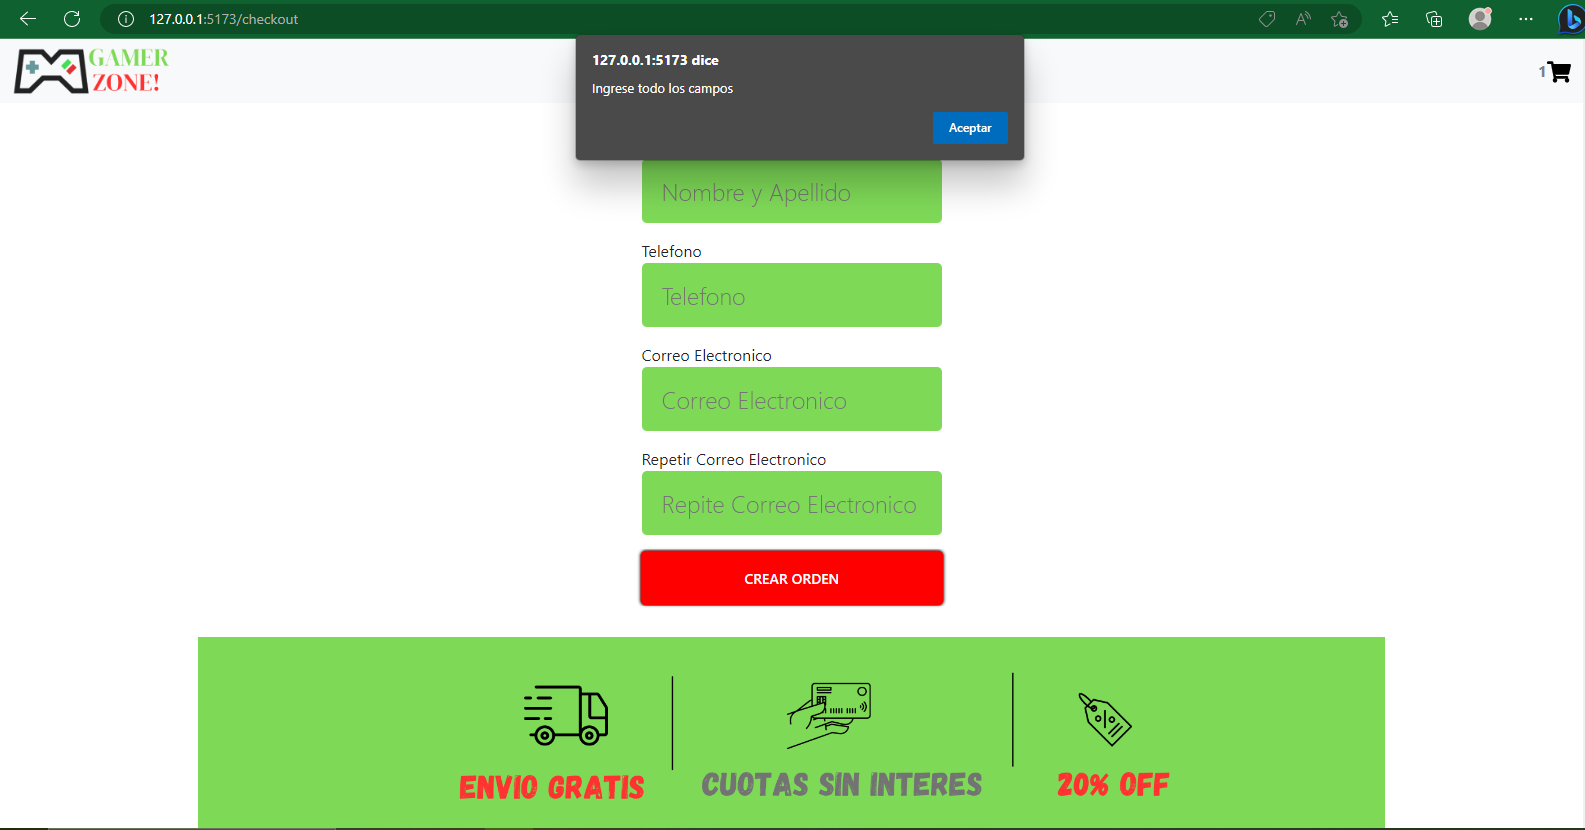 127.0.0.1:5173/checkout
GAMER
ZONE!
127.0.0.1:5173 dice
Ingrese todo los campos
Aceptar
1
Nombre y Apellido
Telefono
Telefono
Correo Electronico
Correo Electronico
Repetir Correo Electronico
Repite Correo Electronico
CREAR ORDEN
ENVIO GRATIS
CUOTAS SIN INTERES
20% OFF